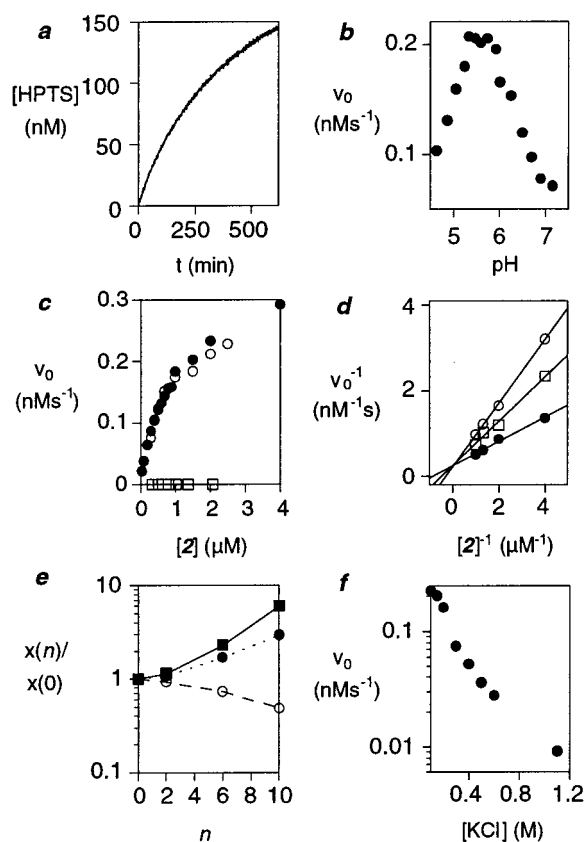 a
150
100
50
0
[HPTS]
(nM)
250
500
t (min)
b
0.2
0.1
v0
(nMs-1)
5
6
7
pH
c
0.3
0.2
0.1
0
v0
(nMs-1)
0
1
2
3
4
[2] (μM)
d
4
2
0
v0-1
(nM-1s)
0
2
4
[2]-1 (μM-1)
e
10
1
0.1
x(n)/
x(0)
0
2
4
6
8
10
n
f
0.1
0.01
v0
(nMs-1)
0.4
0.8
1.2
[KCl] (M)